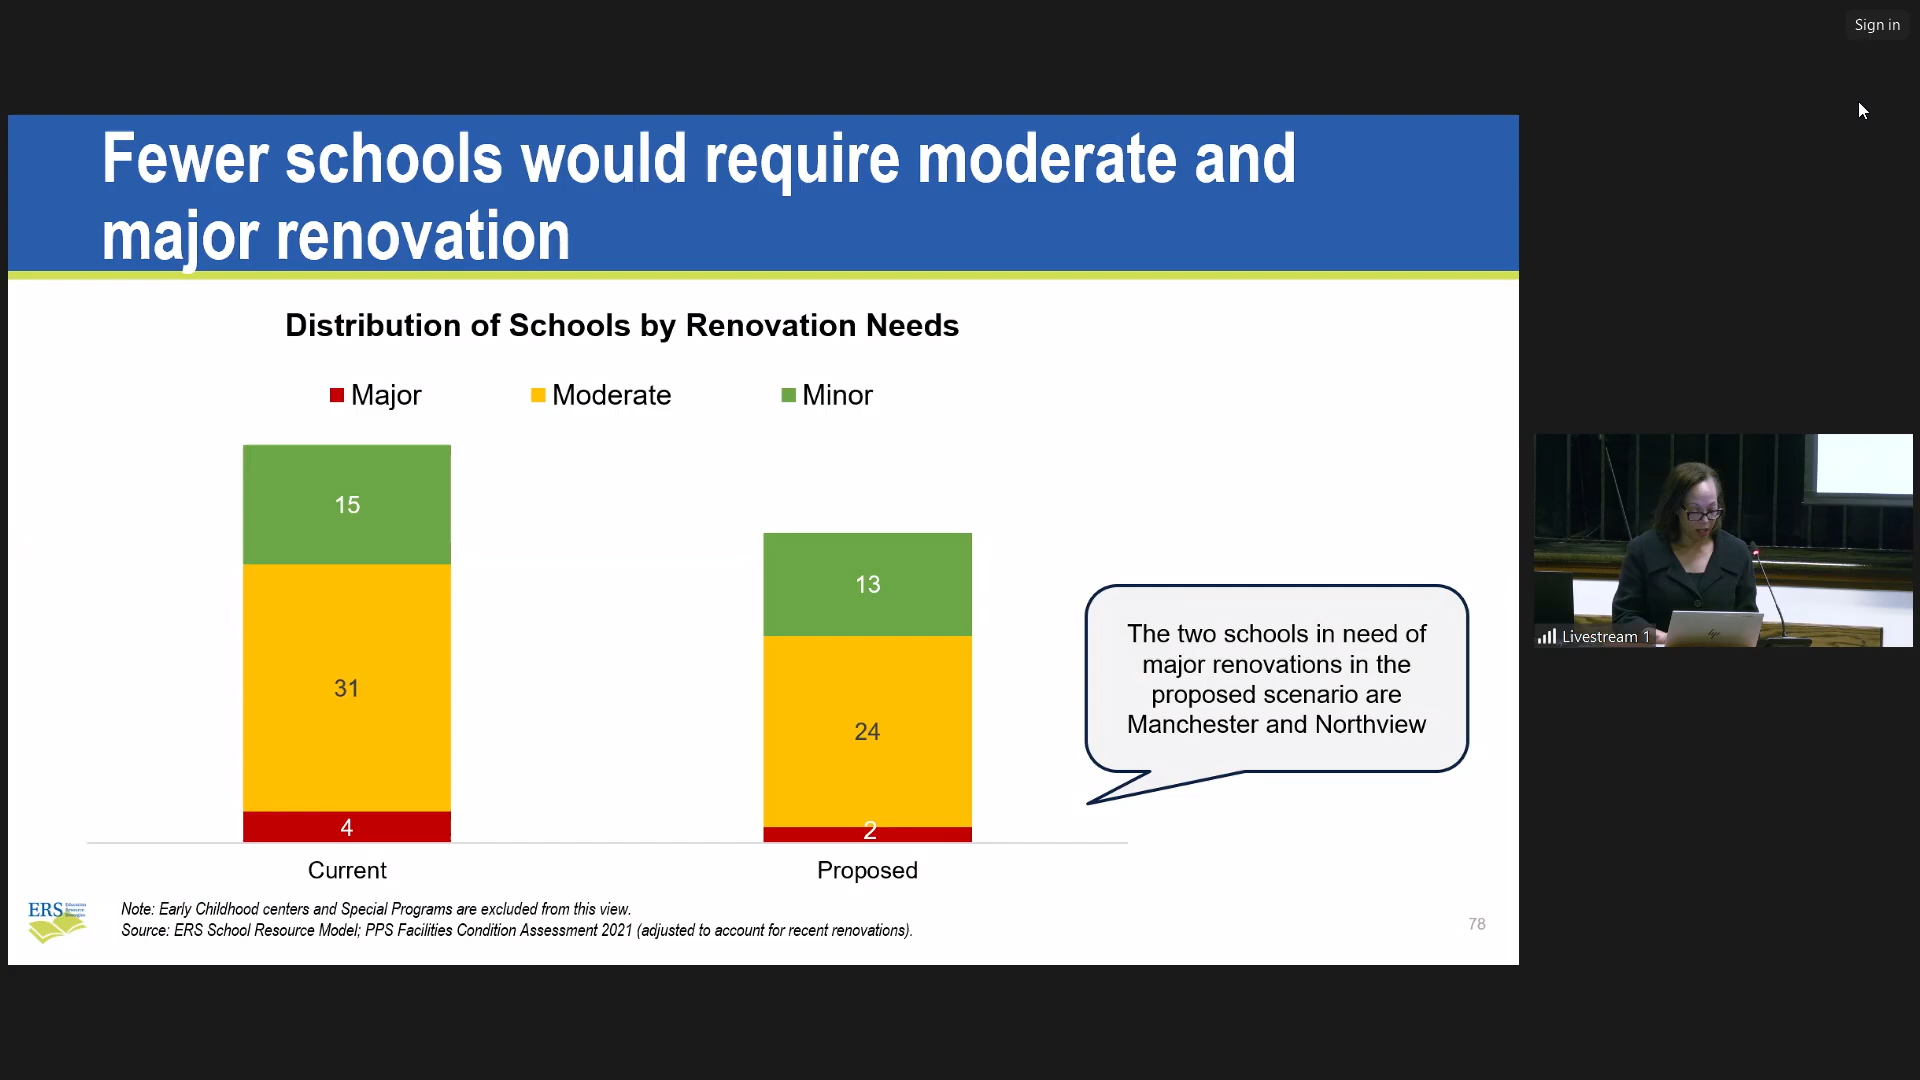 Sign in
Fewer schools would require moderate and
major renovation
Distribution of Schools by Renovation Needs
Major Moderate Minor
15
31
4
Current
13
24
2
Proposed
The two schools in need of
major renovations in the
proposed scenario are
Manchester and Northview
Livestream 1
hp
ERS
Note: Early Childhood centers and Special Programs are excluded from this view.
Source: ERS School Resource Model; PPS Facilities Condition Assessment 2021 (adjusted to account for recent renovations).
78